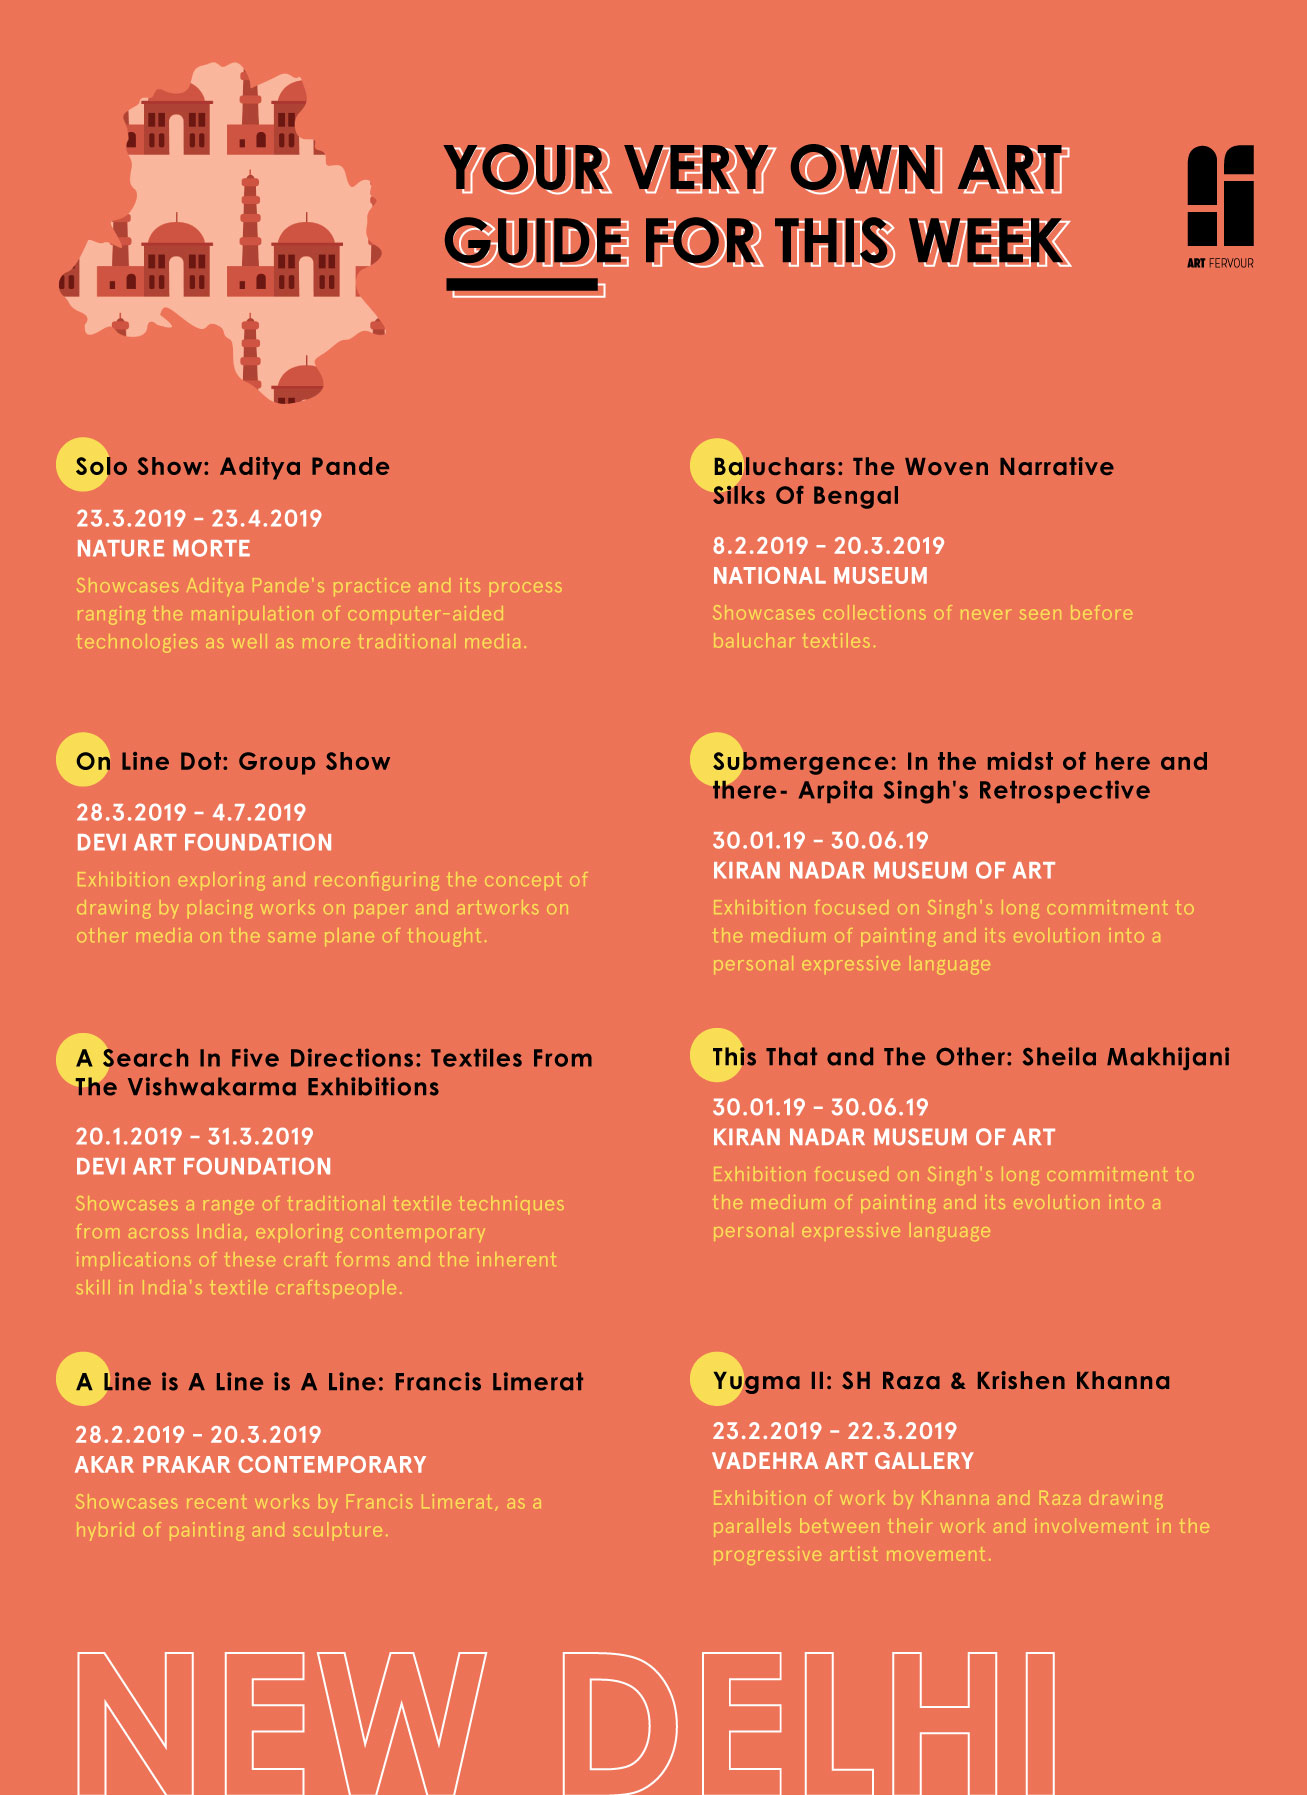 YOUR VERY OWN ART
GUIDE FOR THIS WEEK
ART FERVOUR
Solo Show: Aditya Pande
23.3.2019 - 23.4.2019
NATURE MORTE
Showcases Aditya Pande's practice and its process
ranging the manipulation of computer-aided
technologies as well as more traditional media.
Baluchars: The Woven Narrative
Silks Of Bengal
8.2.2019 - 20.3.2019
NATIONAL MUSEUM
Showcases collections of never seen before
baluchar textiles.
On Line Dot: Group Show
28.3.2019 - 4.7.2019
DEVI ART FOUNDATION
Exhibition exploring and reconfiguring the concept of
drawing by placing works on paper and artworks on
other media on the same plane of thought.
Submergence: In the midst of here and
there- Arpita Singh's Retrospective
30.01.19 - 30.06.19
KIRAN NADAR MUSEUM OF ART
Exhibition focused on Singh's long commitment to
the medium of painting and its evolution into a
personal expressive language
A Search In Five Directions: Textiles From
The Vishwakarma Exhibitions
20.1.2019 - 31.3.2019
DEVI ART FOUNDATION
Showcases a range of traditional textile techniques
from across India, exploring contemporary
implications of these craft forms and the inherent
skill in India's textile craftspeople.
This That and The Other: Sheila Makhijani
30.01.19 - 30.06.19
KIRAN NADAR MUSEUM OF ART
Exhibition focused on Singh's long commitment to
the medium of painting and its evolution into a
personal expressive language
A Line is A Line is A Line: Francis Limerat
28.2.2019 - 20.3.2019
AKAR PRAKAR CONTEMPORARY
Showcases recent works by Francis Limerat, as a
hybrid of painting and sculpture.
Yugma II: SH Raza & Krishen Khanna
23.2.2019 - 22.3.2019
VADEHRA ART GALLERY
Exhibition of work by Khanna and Raza drawing
parallels between their work and involvement in the
progressive artist movement.
NEW DELHI